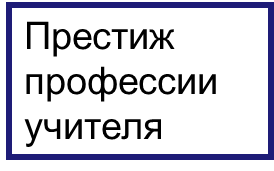 Престиж
профессии
учителя